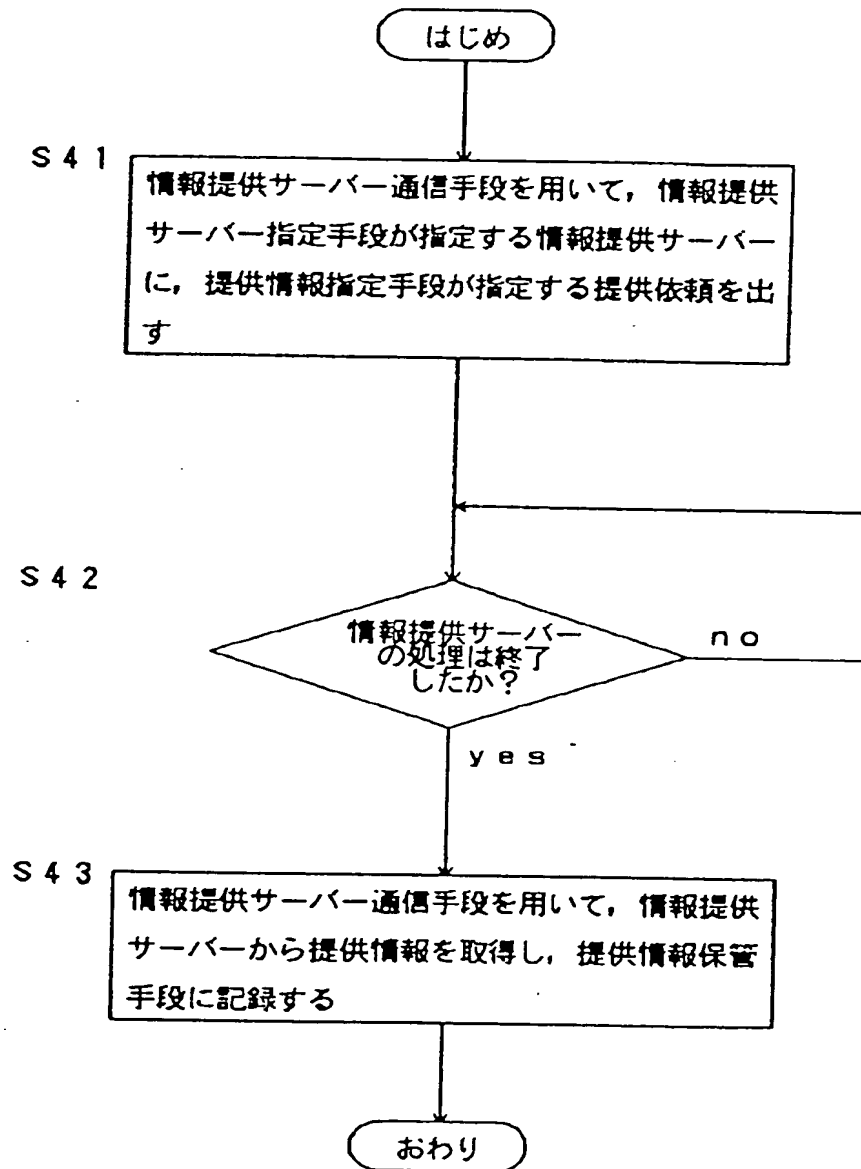 はじめ
S41
情報提供サーバー通信手段を用いて，情報提供
サーバー指定手段が指定する情報提供サーバー
に，提供情報指定手段が指定する提供依頼を出
す
S42
情報提供サーバー
の処理は終了
したか？
no
yes
S43
情報提供サーバー通信手段を用いて，情報提供
サーバーから提供情報を取得し，提供情報保管
手段に記録する
おわり